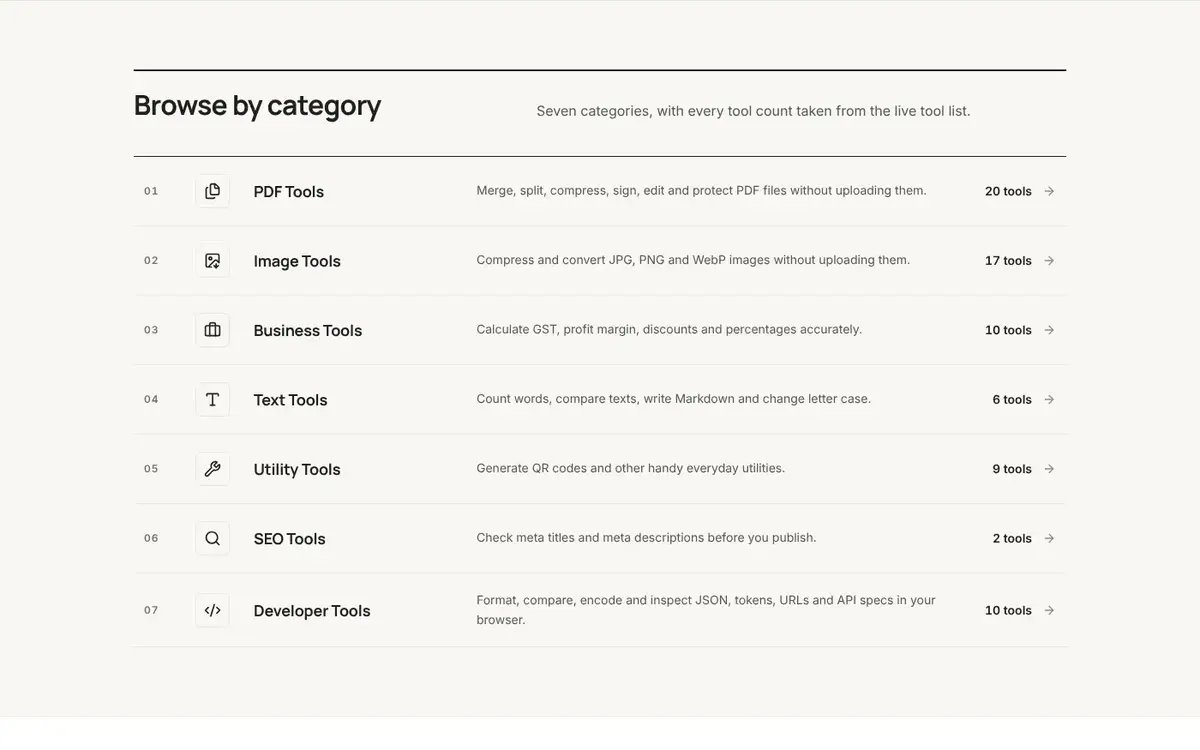 Browse by category
Seven categories, with every tool count taken from the live tool list.
01 PDF Tools Merge, split, compress, sign, edit and protect PDF files without uploading them. 20 tools →
02 Image Tools Compress and convert JPG, PNG and WebP images without uploading them. 17 tools →
03 Business Tools Calculate GST, profit margin, discounts and percentages accurately. 10 tools →
04 Text Tools Count words, compare texts, write Markdown and change letter case. 6 tools →
05 Utility Tools Generate QR codes and other handy everyday utilities. 9 tools →
06 SEO Tools Check meta titles and meta descriptions before you publish. 2 tools →
07 Developer Tools Format, compare, encode and inspect JSON, tokens, URLs and API specs in your
browser. 10 tools →